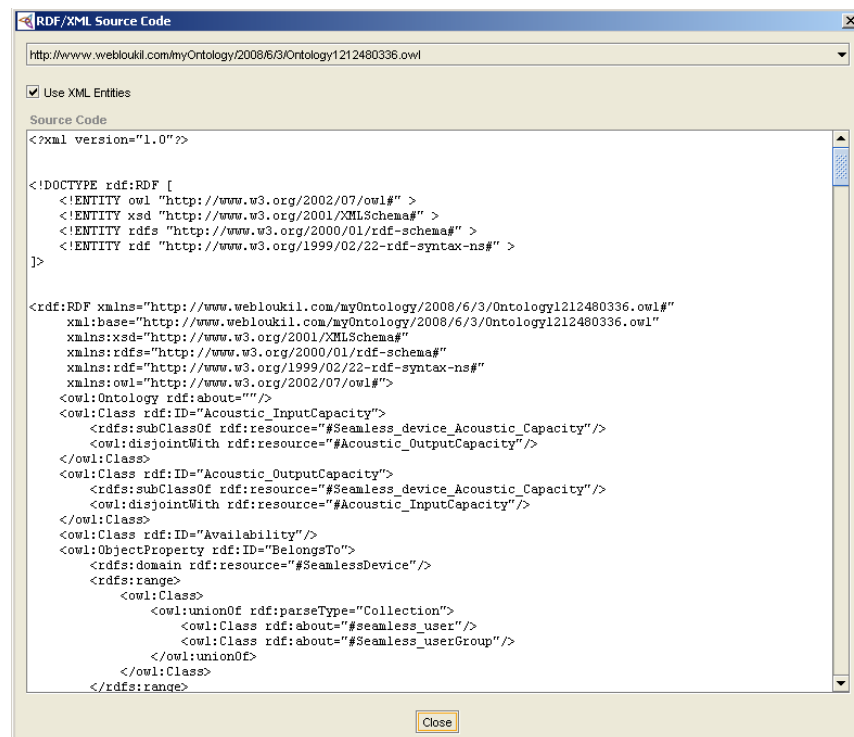 RDF/XML Source Code
http://www.webloukil.com/myOntology/2008/6/3/Ontology1212480336.owl
Use XML Entities
Source Code
<?xml version="1.0"?>
<!DOCTYPE rdf:RDF [
    <!ENTITY owl "http://www.w3.org/2002/07/owl#" >
    <!ENTITY xsd "http://www.w3.org/2001/XMLSchema#" >
    <!ENTITY rdfs "http://www.w3.org/2000/01/rdf-schema#" >
    <!ENTITY rdf "http://www.w3.org/1999/02/22-rdf-syntax-ns#" >
]>
<rdf:RDF xmlns="http://www.webloukil.com/myOntology/2008/6/3/Ontology1212480336.owl#"
     xml:base="http://www.webloukil.com/myOntology/2008/6/3/Ontology1212480336.owl"
     xmlns:xsd="http://www.w3.org/2001/XMLSchema#"
     xmlns:rdfs="http://www.w3.org/2000/01/rdf-schema#"
     xmlns:rdf="http://www.w3.org/1999/02/22-rdf-syntax-ns#"
     xmlns:owl="http://www.w3.org/2002/07/owl#">
    <owl:Ontology rdf:about=""/>
    <owl:Class rdf:ID="Acoustic_InputCapacity">
        <rdfs:subClassOf rdf:resource="#Seamless_device_Acoustic_Capacity"/>
        <owl:disjointWith rdf:resource="#Acoustic_OutputCapacity"/>
    </owl:Class>
    <owl:Class rdf:ID="Acoustic_OutputCapacity">
        <rdfs:subClassOf rdf:resource="#Seamless_device_Acoustic_Capacity"/>
        <owl:disjointWith rdf:resource="#Acoustic_InputCapacity"/>
    </owl:Class>
    <owl:Class rdf:ID="Availability"/>
    <owl:ObjectProperty rdf:ID="BelongsTo">
        <rdfs:domain rdf:resource="#SeamlessDevice"/>
        <rdfs:range>
            <owl:Class>
                <owl:unionOf rdf:parseType="Collection">
                    <owl:Class rdf:about="#seamless_user"/>
                    <owl:Class rdf:about="#Seamless_userGroup"/>
                </owl:unionOf>
            </owl:Class>
        </rdfs:range>
Close